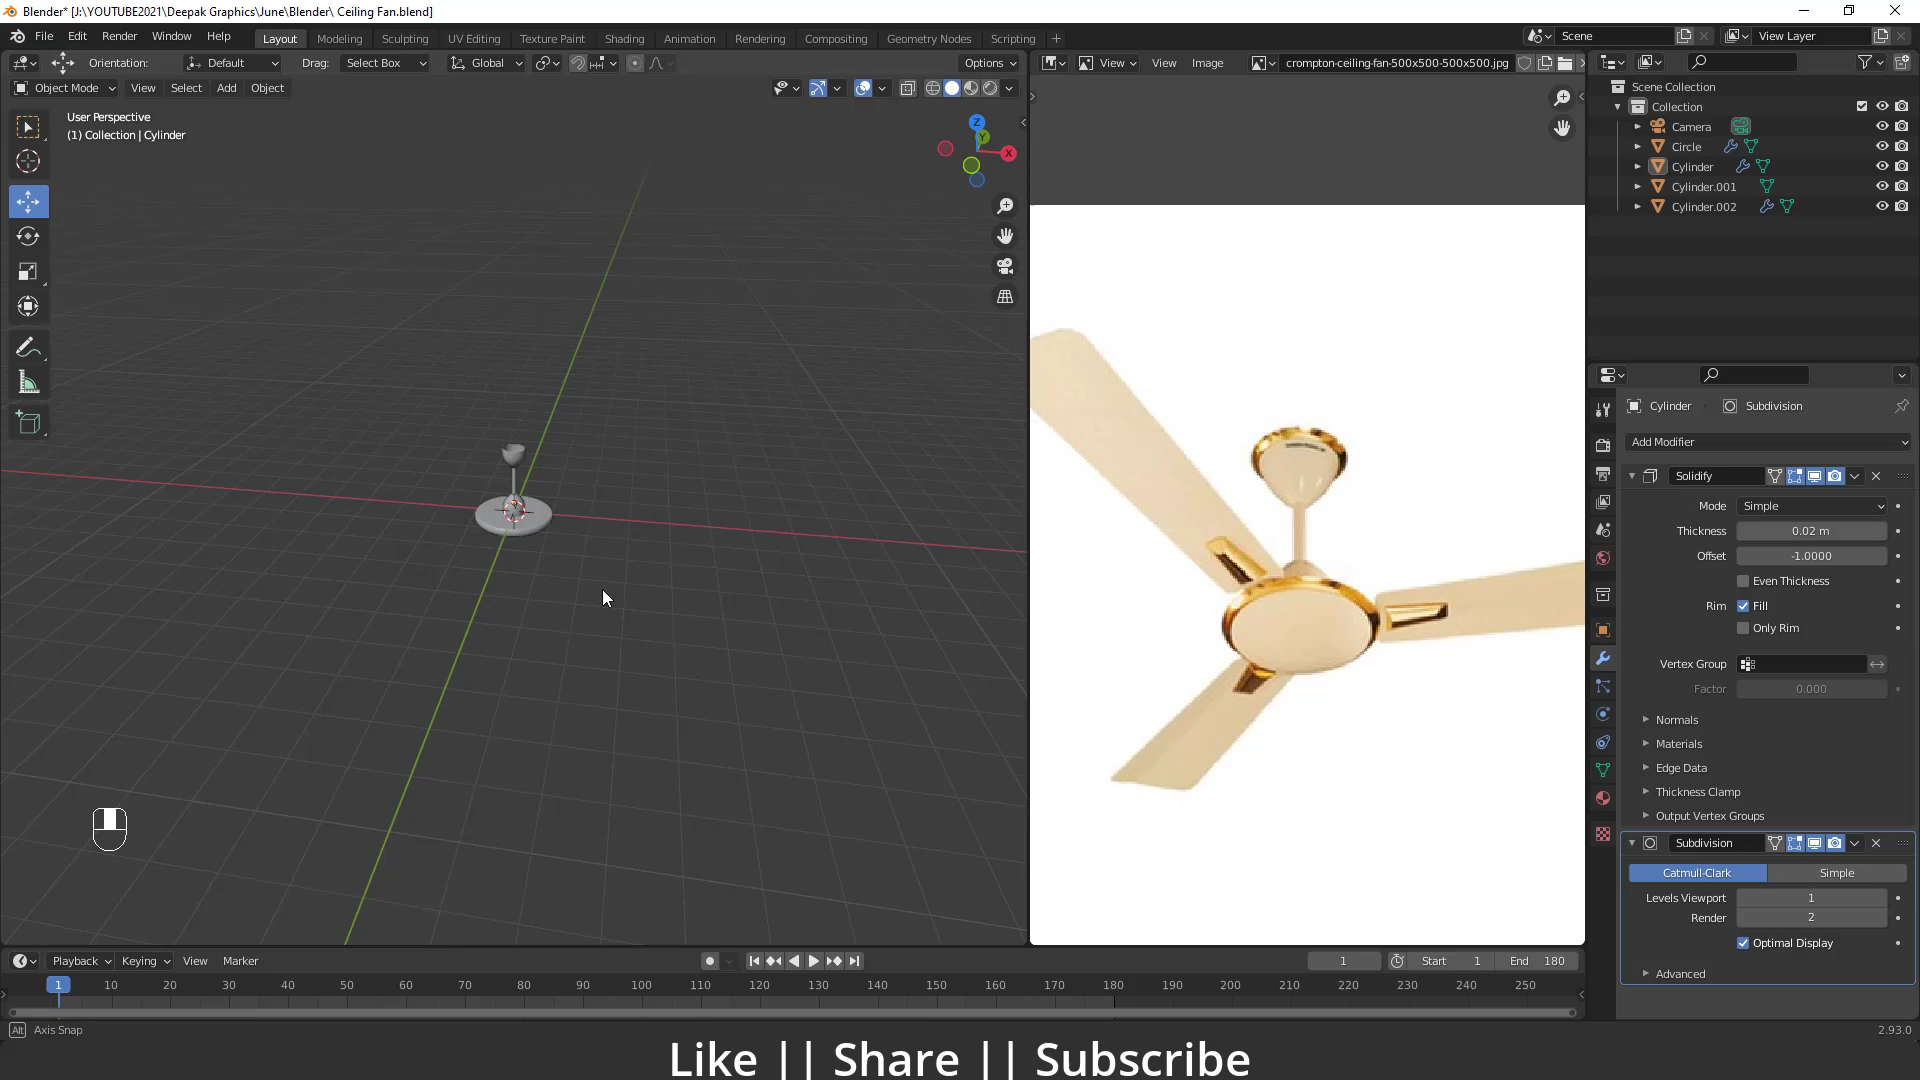 Blender* [J:\YOUTUBE2021\Deepak Graphics\June\Blender\ Ceiling Fan.blend]
File Edit Render Window Help Layout Modeling Sculpting UV Editing Texture Paint Shading Animation Rendering Compositing Geometry Nodes Scripting + Scene View Layer
Orientation: Default Drag: Select Box Global Options View View Image crompton-ceiling-fan-500x500-500x500.jpg
Object Mode View Select Add Object
User Perspective
(1) Collection | Cylinder
Z
Y
X
Scene Collection
Collection
Camera
Circle
Cylinder
Cylinder.001
Cylinder.002
Cylinder Subdivision
Add Modifier
Solidify
Mode Simple
Thickness 0.02 m
Offset -1.0000
Even Thickness
Rim Fill
Only Rim
Vertex Group
Factor 0.000
Normals
Materials
Edge Data
Thickness Clamp
Output Vertex Groups
Subdivision
Catmull-Clark Simple
Levels Viewport 1
Render 2
Optimal Display
Advanced
Playback Keying View Marker 1 Start 1 End 180
1 10 20 30 40 50 60 70 80 90 100 110 120 130 140 150 160 170 180 190 200 210 220 230 240 250
Alt Axis Snap 2.93.0
Like || Share || Subscribe